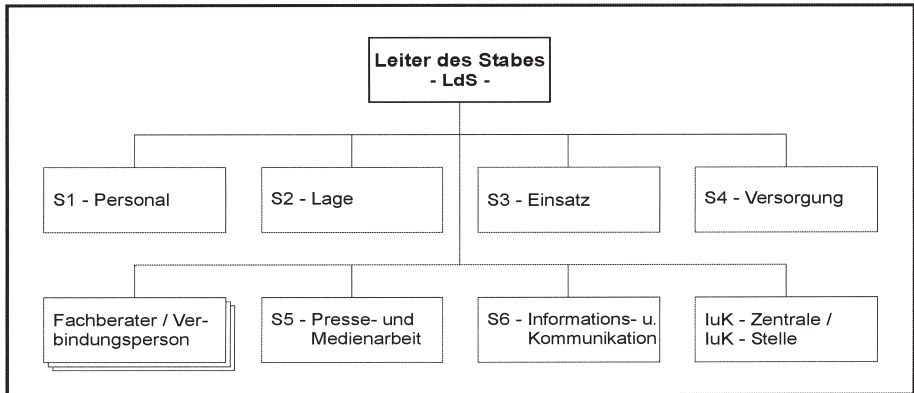 Leiter des Stabes
- LdS -
S1 - Personal
S2 - Lage
S3 - Einsatz
S4 - Versorgung
Fachberater / Ver-
bindungsperson
S5 - Presse- und
Medienarbeit
S6 - Informations- u.
Kommunikation
IuK - Zentrale /
IuK - Stelle